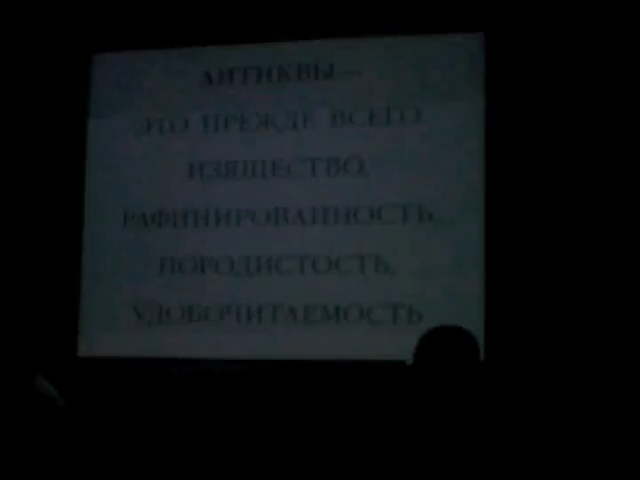 АНТИКВЫ –
ЭТО ПРЕЖДЕ ВСЕГО
ИЗЯЩЕСТВО,
РАФИНИРОВАННОСТЬ,
ПОРОДИСТОСТЬ,
УДОБОЧИТАЕМОСТЬ